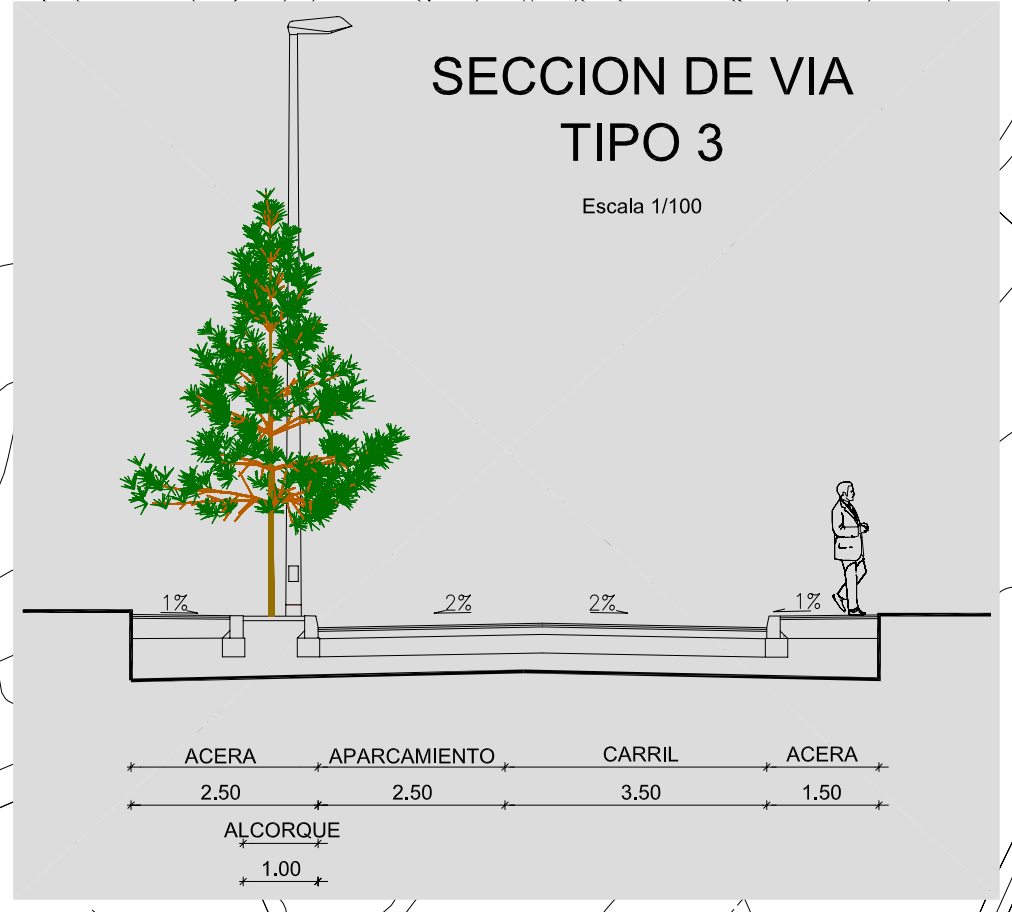 SECCION DE VIA
TIPO 3
Escala 1/100
1%
2%
2%
1%
ACERA
APARCAMIENTO
CARRIL
ACERA
2.50
2.50
3.50
1.50
ALCORQUE
1.00